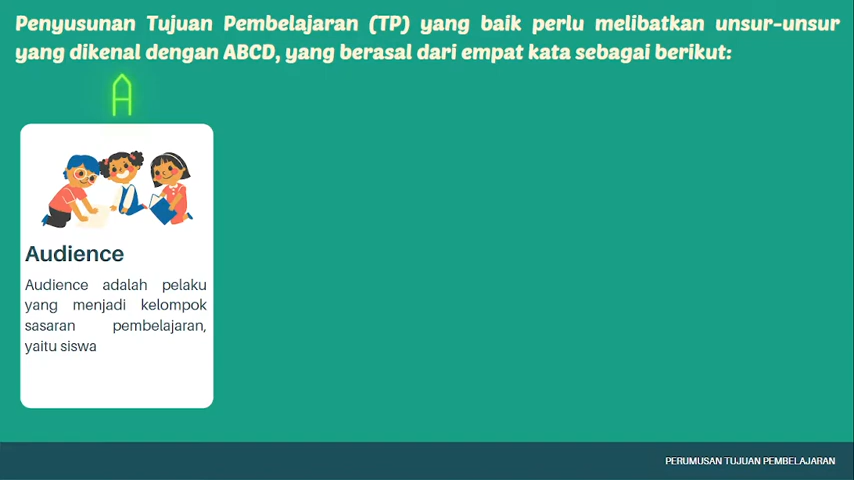 Penyusunan Tujuan Pembelajaran (TP) yang baik perlu melibatkan unsur-unsur
yang dikenal dengan ABCD, yang berasal dari empat kata sebagai berikut:
A
Audience
Audience adalah pelaku
yang menjadi kelompok
sasaran pembelajaran,
yaitu siswa
PERUMUSAN TUJUAN PEMBELAJARAN